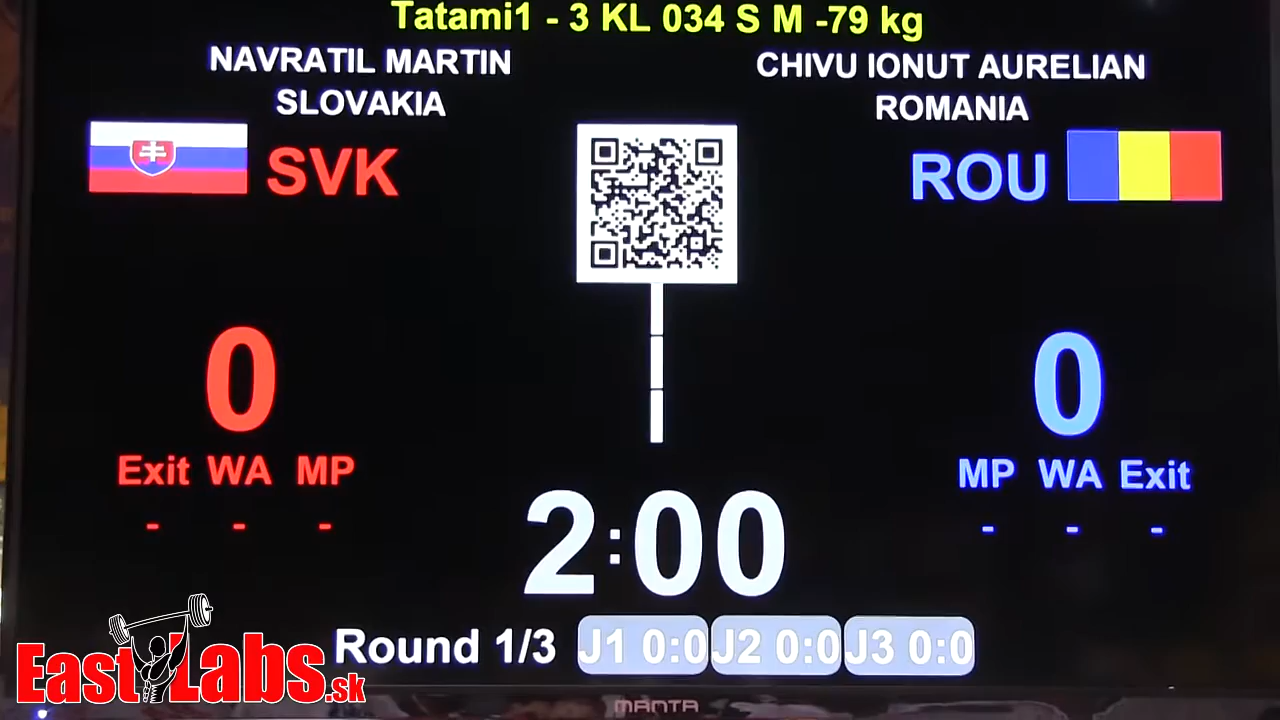 Tatami1 - 3 KL 034 S M -79 kg
NAVRATIL MARTIN
SLOVAKIA
SVK
CHIVU IONUT AURELIAN
ROMANIA
ROU
0
Exit WA MP
- - -
0
MP WA Exit
- - -
2:00
Round 1/3 J1 0:0 J2 0:0 J3 0:0
EastLabs.sk
MANTA